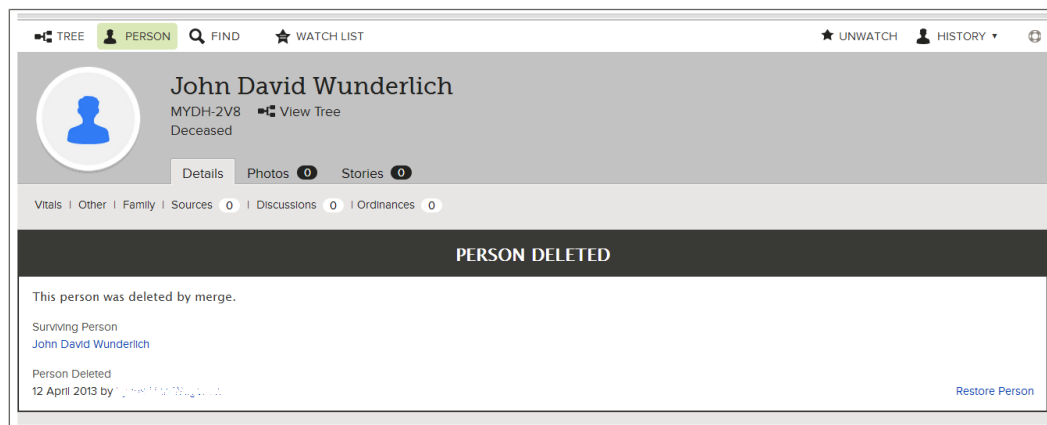 TREE PERSON FIND WATCH LIST UNWATCH HISTORY
John David Wunderlich
MYDH-2V8 View Tree
Deceased
Details Photos 0 Stories 0
Vitals | Other | Family | Sources 0 | Discussions 0 | Ordinances 0
PERSON DELETED
This person was deleted by merge.
Surviving Person
John David Wunderlich
Person Deleted
12 April 2013 by
Restore Person